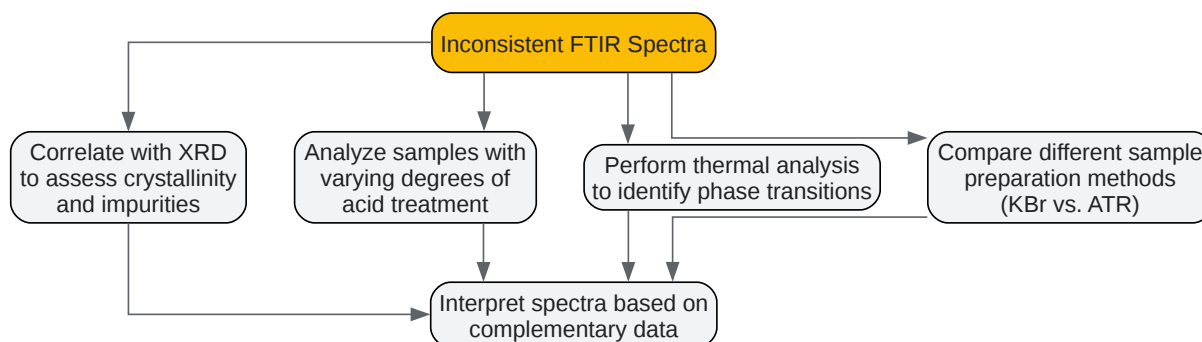 Inconsistent FTIR Spectra
Correlate with XRD
to assess crystallinity
and impurities
Analyze samples with
varying degrees of
acid treatment
Perform thermal analysis
to identify phase transitions
Compare different sample
preparation methods
(KBr vs. ATR)
Interpret spectra based on
complementary data